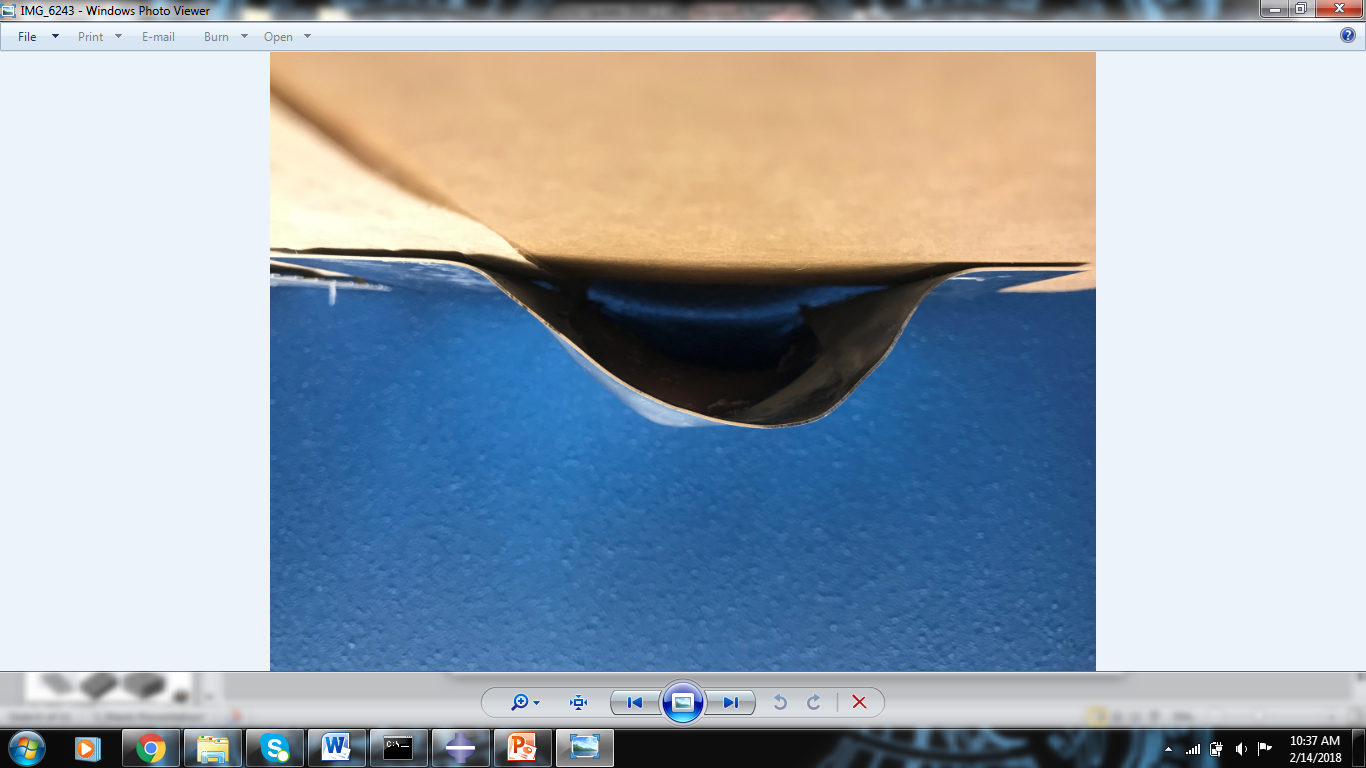 IMG_6243 - Windows Photo Viewer
File Print E-mail Burn Open
10:37 AM
2/14/2018